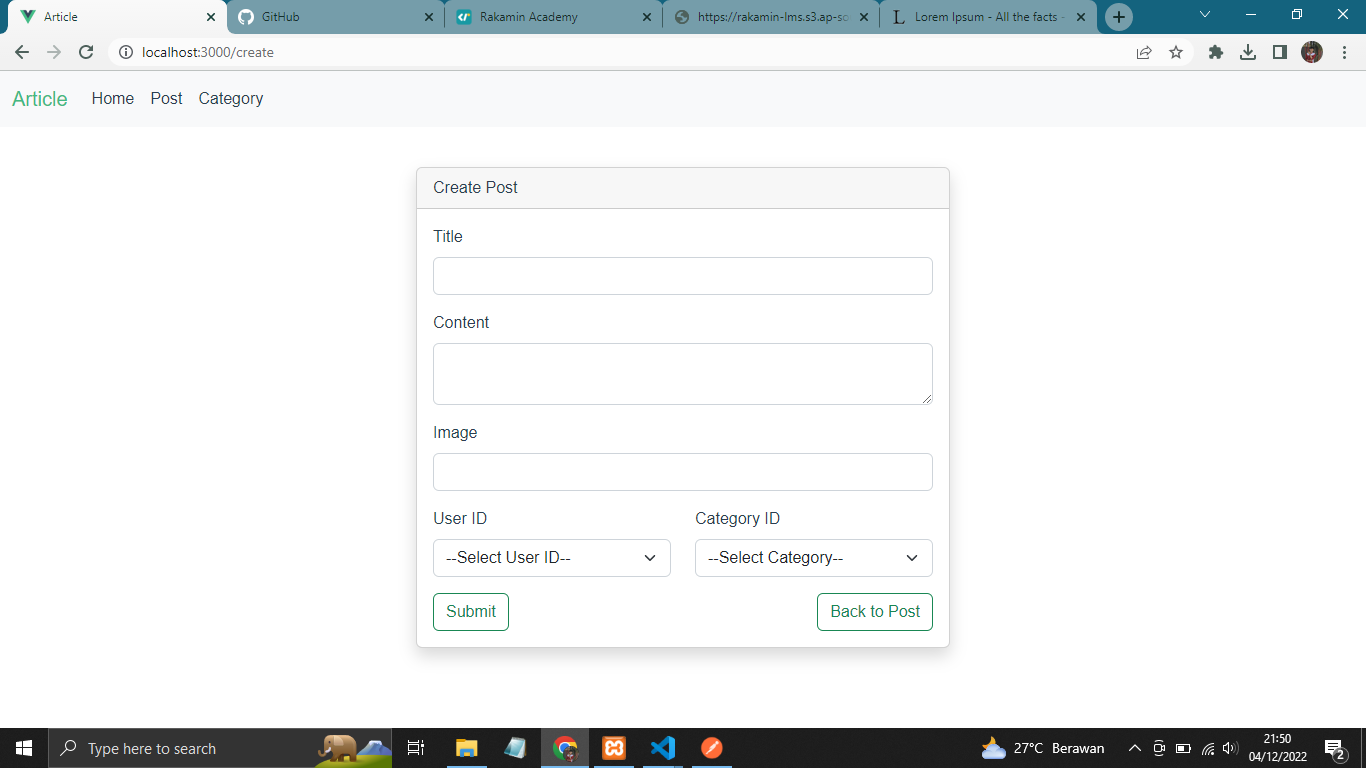 Article
GitHub
Rakamin Academy
https://rakamin-lms.s3.ap-so
Lorem Ipsum - All the facts -
localhost:3000/create
Article Home Post Category
Create Post
Title
Content
Image
User ID Category ID
--Select User ID-- --Select Category--
Submit Back to Post
Type here to search
27°C Berawan
21:50
04/12/2022
2